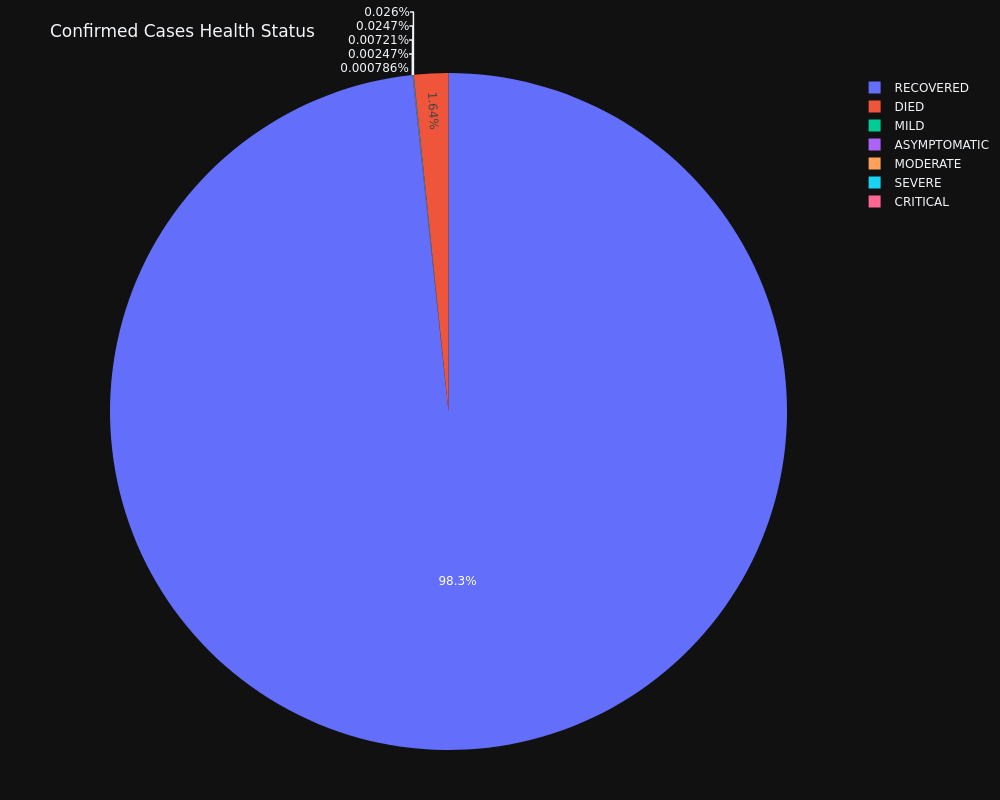 Confirmed Cases Health Status
0.026%
0.0247%
0.00721%
0.00247%
0.000786%
1.64%
98.3%
RECOVERED
DIED
MILD
ASYMPTOMATIC
MODERATE
SEVERE
CRITICAL